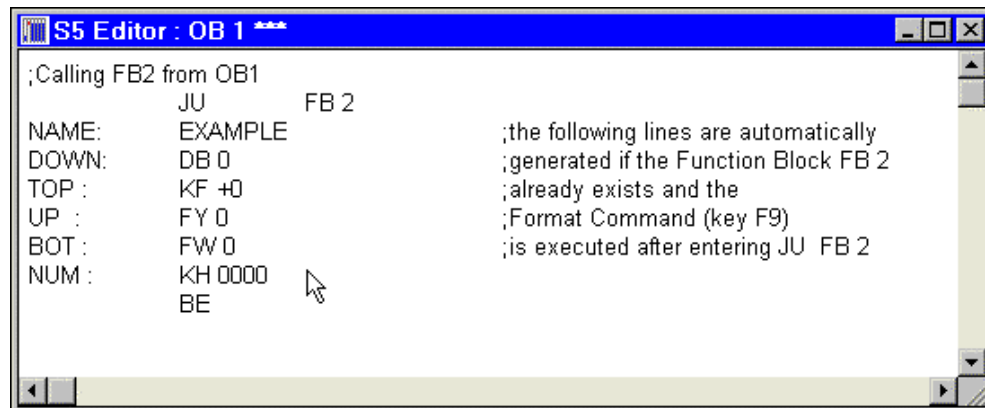 S5 Editor : OB 1 ***
;Calling FB2 from OB1
JU FB 2
NAME: EXAMPLE ;the following lines are automatically
DOWN: DB 0 ;generated if the Function Block FB 2
TOP : KF +0 ;already exists and the
UP : FY 0 ;Format Command (key F9)
BOT : FW 0 ;is executed after entering JU FB 2
NUM : KH 0000
BE